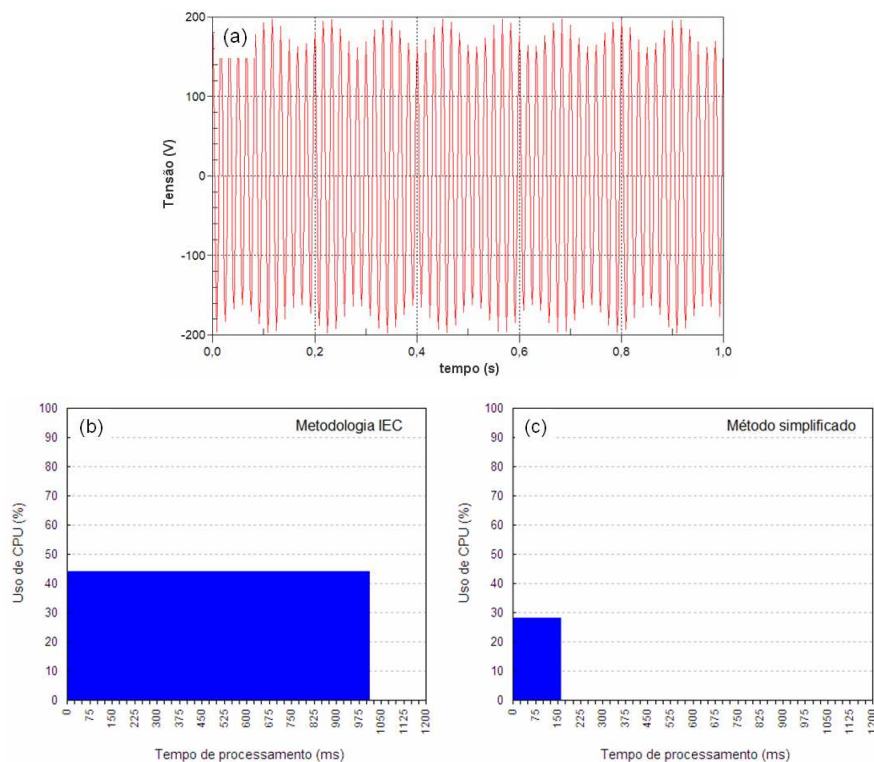 200
(a)
100
0
-100
-200
Tensão (V)
0,0 0,2 0,4 0,6 0,8 1,0
tempo (s)
100
90
80
70
60
50
40
30
20
10
0
Uso de CPU (%)
(b)
Metodologia IEC
0 75 150 225 300 375 450 525 600 675 750 825 900 975 1050 1125 1200
Tempo de processamento (ms)
100
90
80
70
60
50
40
30
20
10
0
Uso de CPU (%)
(c)
Método simplificado
0 75 150 225 300 375 450 525 600 675 750 825 900 975 1050 1125 1200
Tempo de processamento (ms)